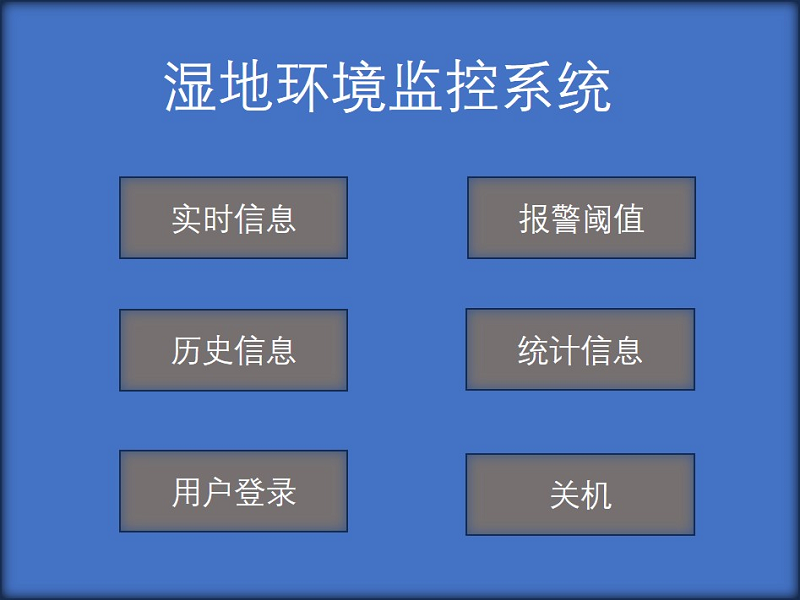 湿地环境监控系统
实时信息
报警阈值
历史信息
统计信息
用户登录
关机